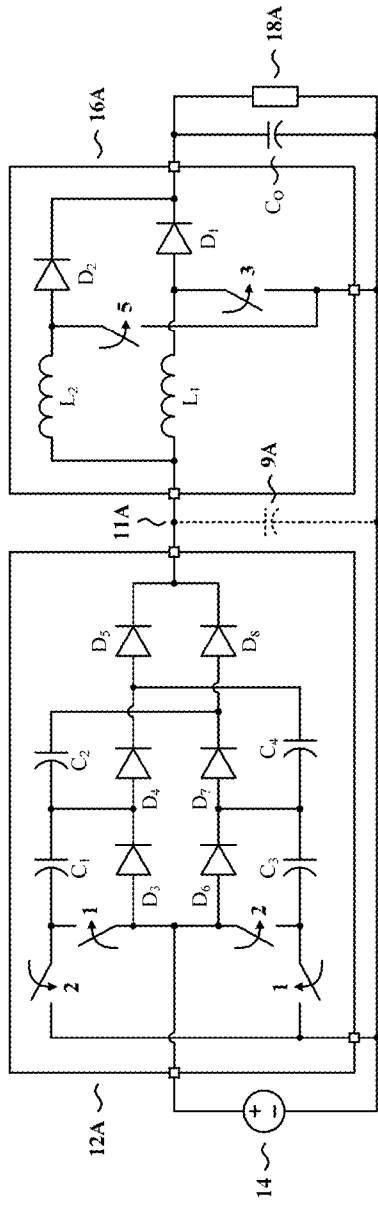 12A
11A
16A
2
1
C₁
C₂
D₃
D₄
D₅
D₆
D₇
D₈
2
1
C₃
C₄
L₂
D₂
5
L₁
D₁
3
9A
C_O
14
+
−
18A